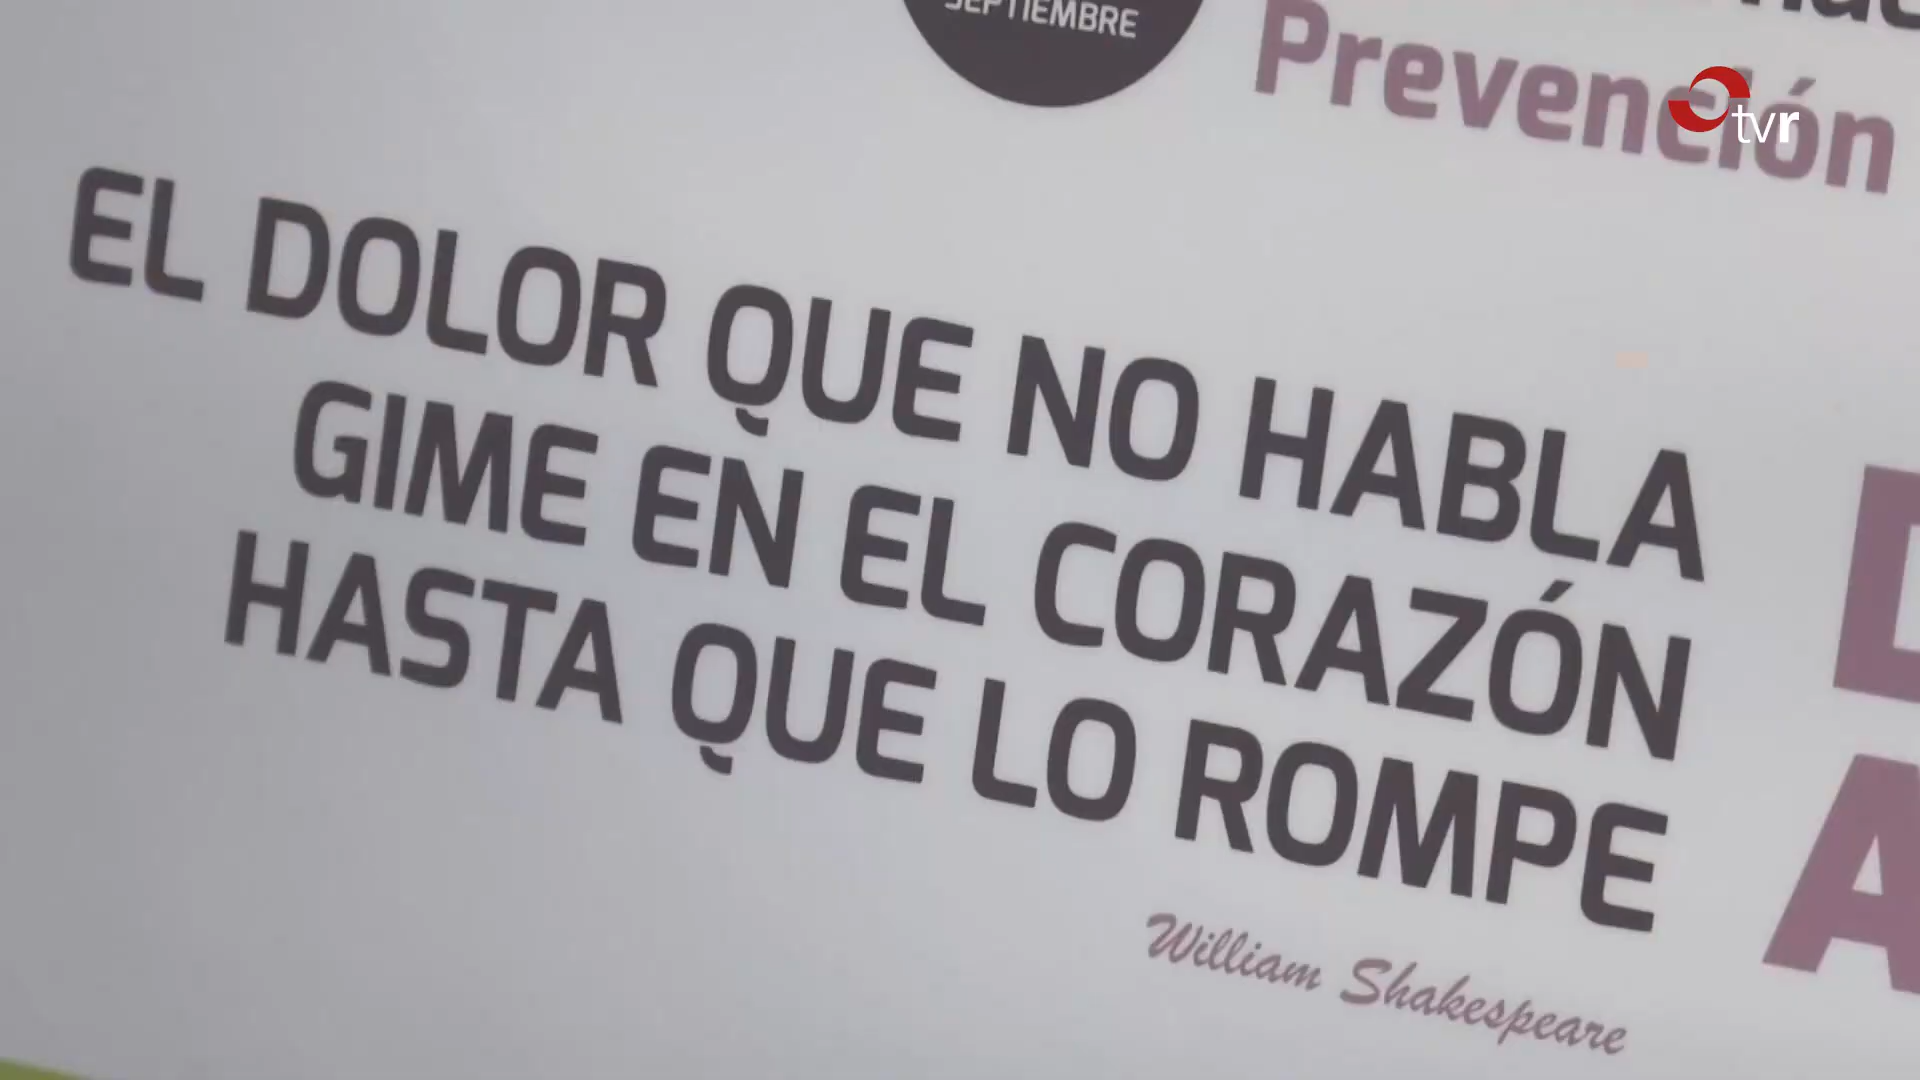 SEPTIEMBRE
Prevención
tvr
EL DOLOR QUE NO HABLA
GIME EN EL CORAZÓN
HASTA QUE LO ROMPE
William Shakespeare